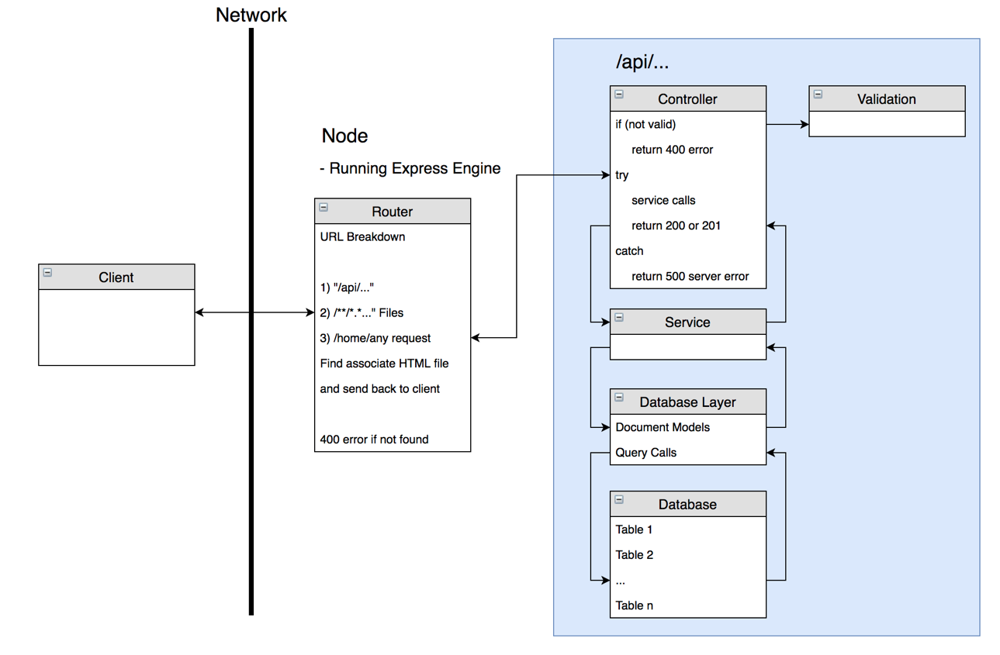 Network
Client
Node
- Running Express Engine
Router
URL Breakdown
1) "/api/..."
2) /**/*.*..." Files
3) /home/any request
Find associate HTML file
and send back to client
400 error if not found
/api/...
Controller
if (not valid)
return 400 error
try
service calls
return 200 or 201
catch
return 500 server error
Validation
Service
Database Layer
Document Models
Query Calls
Database
Table 1
Table 2
...
Table n